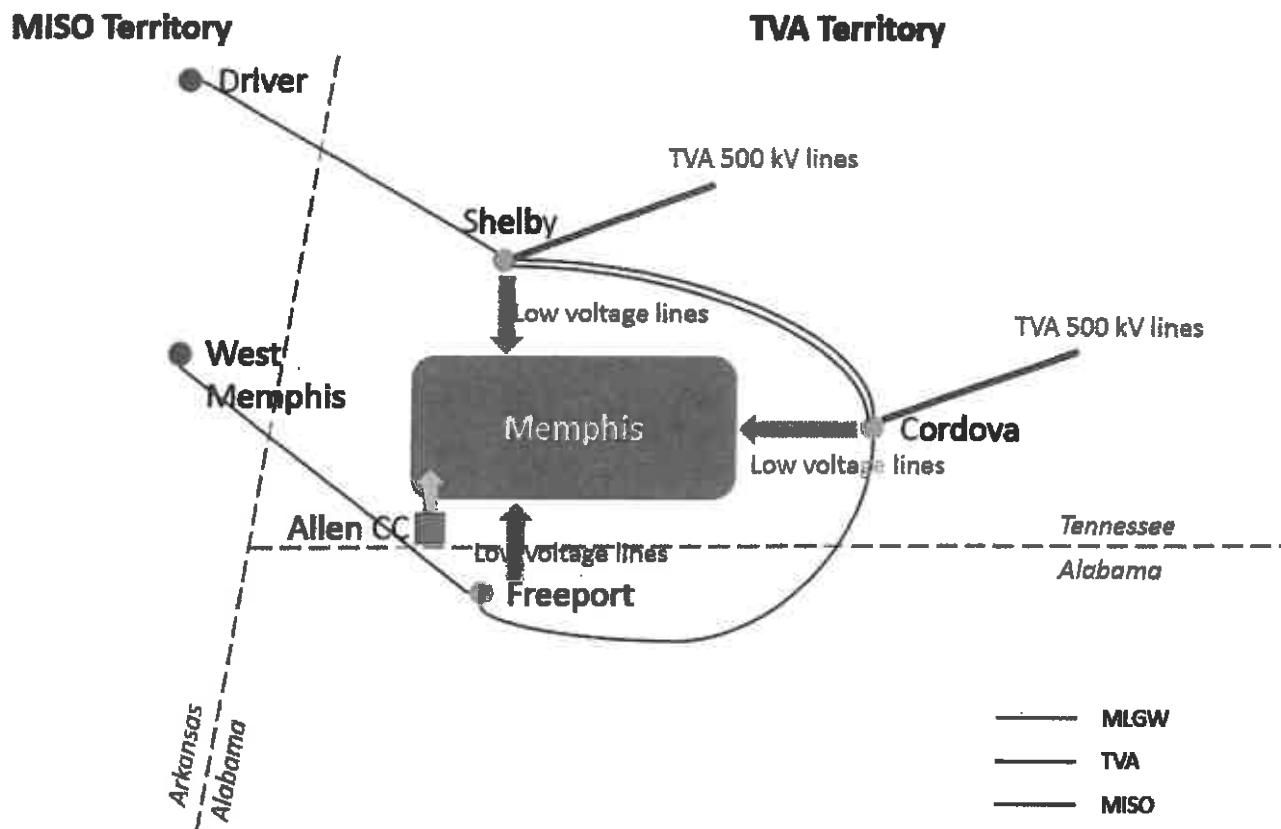 MISO Territory
TVA Territory
Driver
TVA 500 kV lines
Shelby
Low voltage lines
TVA 500 kV lines
West
Memphis
Memphis
Cordova
Low voltage lines
Allen CC
Low voltage lines
Tennessee
Alabama
Freeport
Arkansas
Alabama
MLGW
TVA
MISO